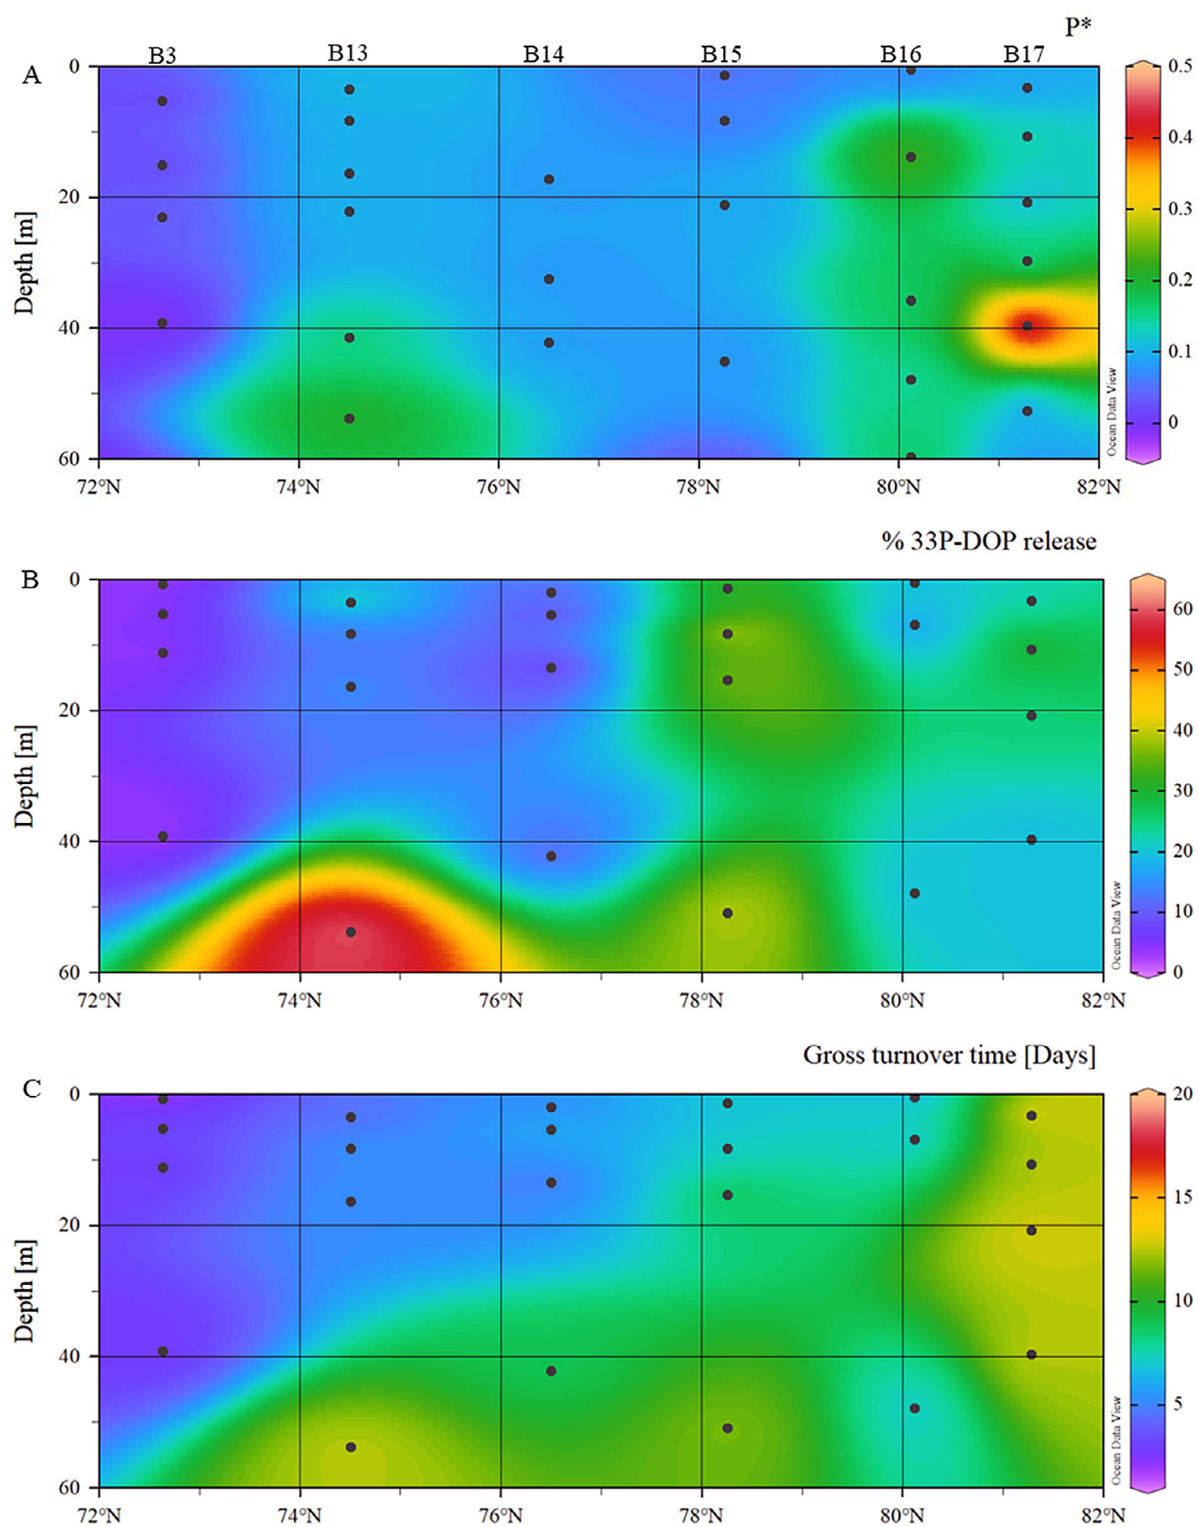 P*
A B3 B13 B14 B15 B16 B17
0 0.5
0.4
20 0.3
Depth [m]
0.2
40 0.1
Ocean Data View
0
60
72°N 74°N 76°N 78°N 80°N 82°N
% 33P-DOP release
B 0
60
50
20 40
Depth [m]
30
40 20
10
Ocean Data View
60 0
72°N 74°N 76°N 78°N 80°N 82°N
Gross turnover time [Days]
C 0 20
15
20
Depth [m]
10
40
5
Ocean Data View
60
72°N 74°N 76°N 78°N 80°N 82°N